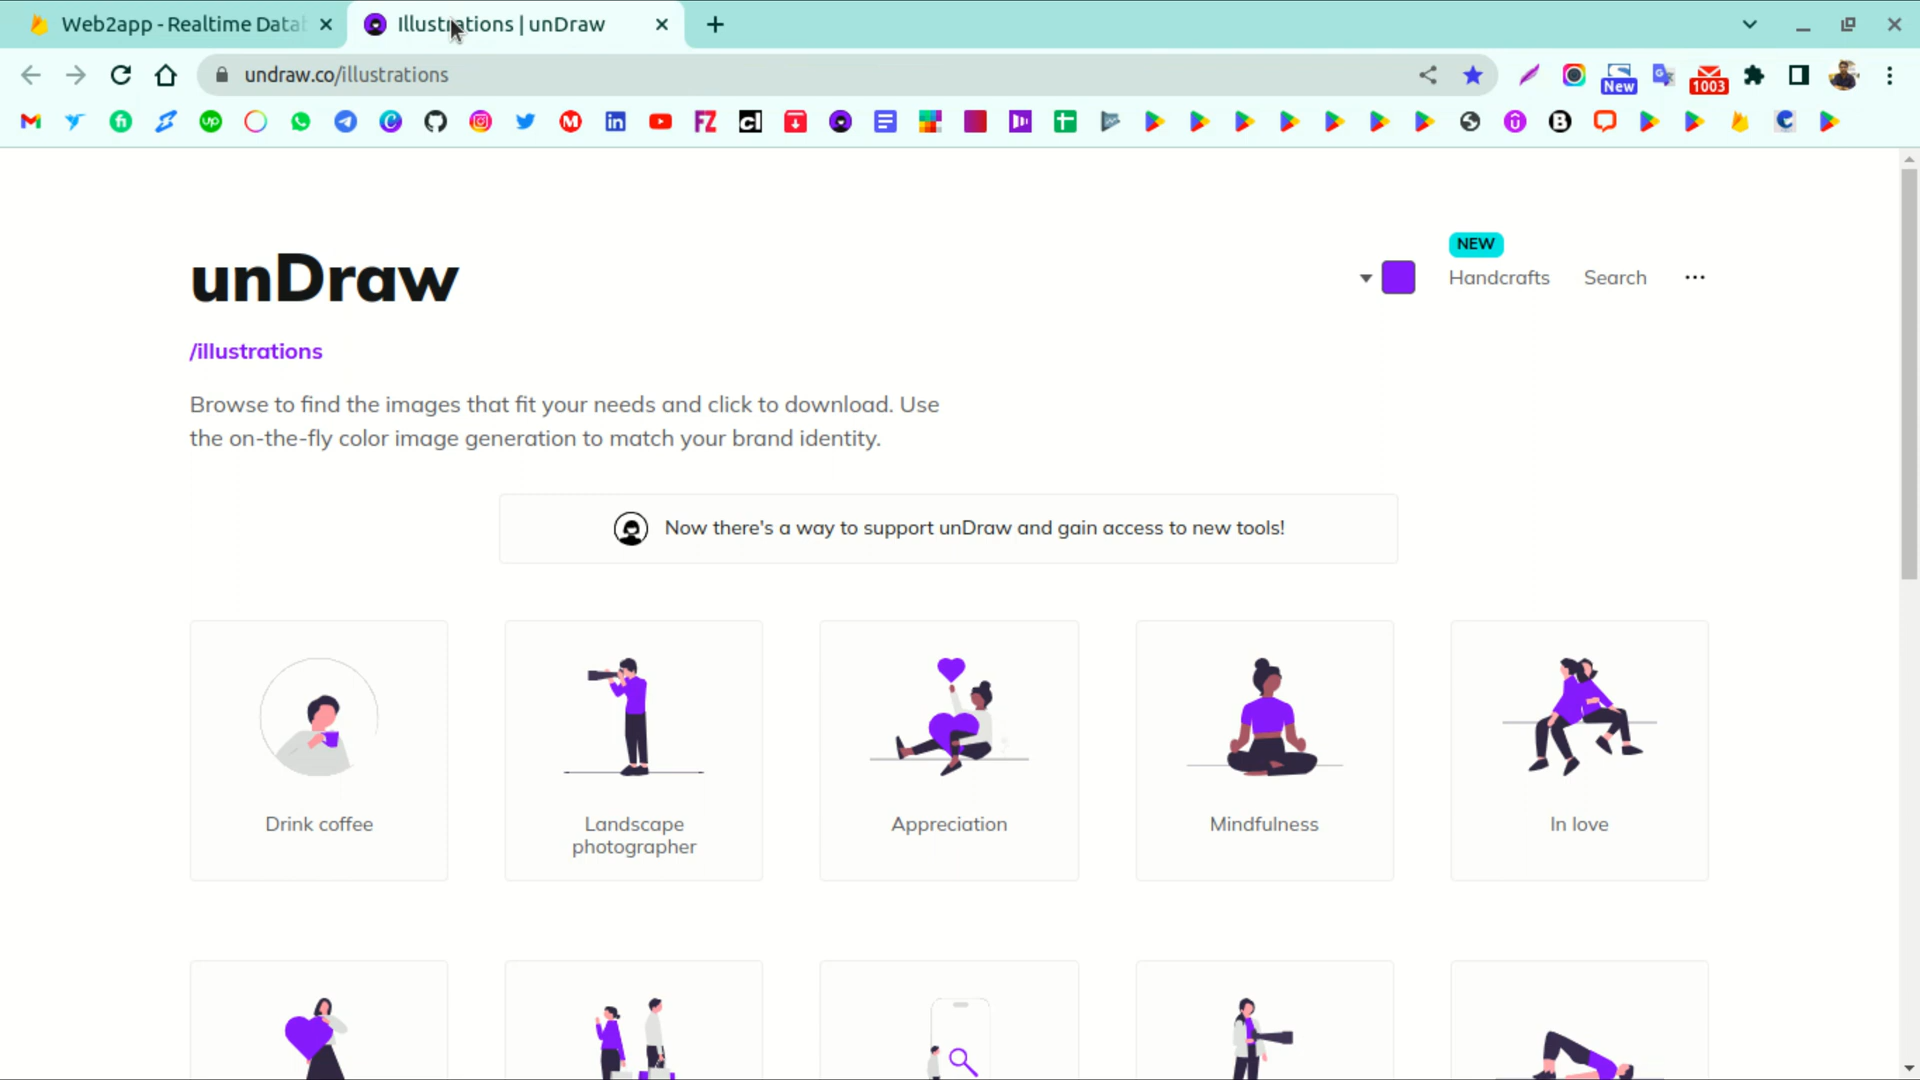 Web2app - Realtime Data
Illustrations | unDraw
undraw.co/illustrations
New
1003
unDraw
NEW
Handcrafts
Search
/illustrations
Browse to find the images that fit your needs and click to download. Use
the on-the-fly color image generation to match your brand identity.
Now there's a way to support unDraw and gain access to new tools!
Drink coffee
Landscape
photographer
Appreciation
Mindfulness
In love